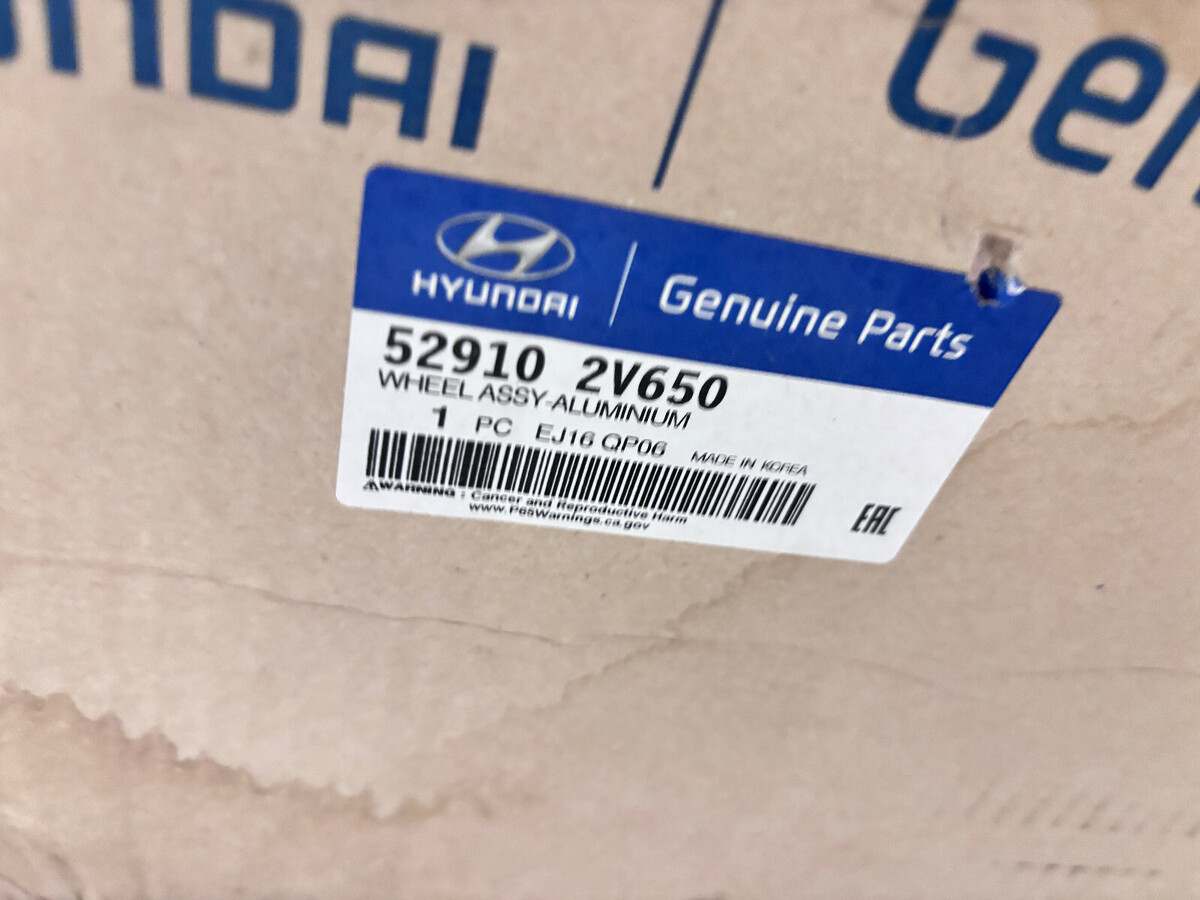 HYUNDAI
Genuine Parts
52910 2V650
WHEEL ASSY-ALUMINIUM
1 PC EJ16 QP06 MADE IN KOREA
⚠WARNING : Cancer and Reproductive Harm
www.P65Warnings.ca.gov
EAC